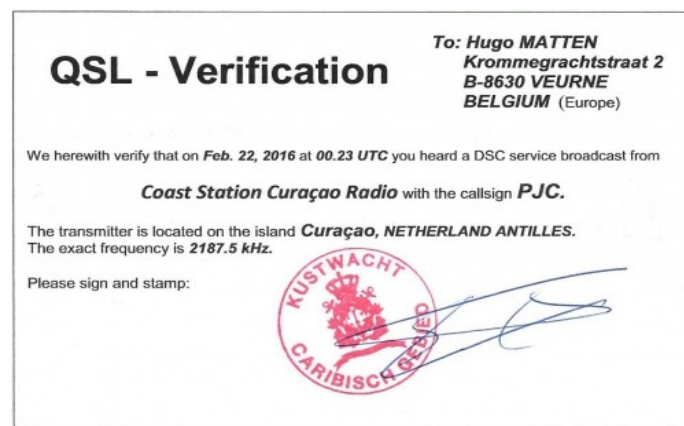 QSL - Verification
To: Hugo MATTEN
Krommegrachtstraat 2
B-8630 VEURNE
BELGIUM (Europe)
We herewith verify that on Feb. 22, 2016 at 00.23 UTC you heard a DSC service broadcast from
Coast Station Curaçao Radio with the callsign PJC.
The transmitter is located on the island Curaçao, NETHERLAND ANTILLES.
The exact frequency is 2187.5 kHz.
Please sign and stamp:
KUSTWACHT
CARIBISCH GEBIED